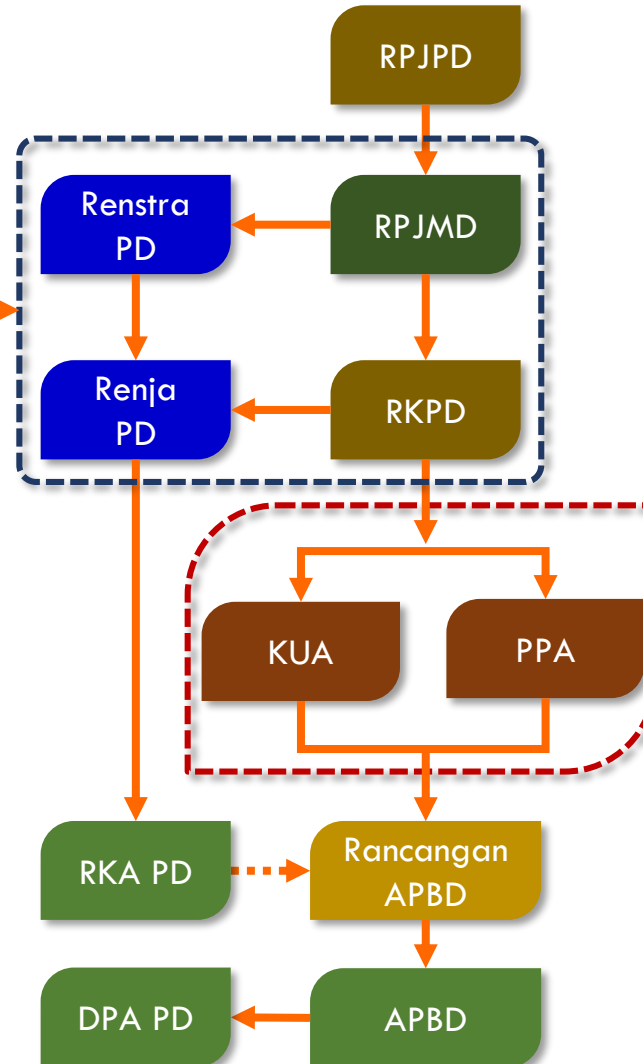 RPJPD
Renstra
PD
RPJMD
Renja
PD
RKPD
KUA
PPA
RKA PD
Rancangan
APBD
DPA PD
APBD